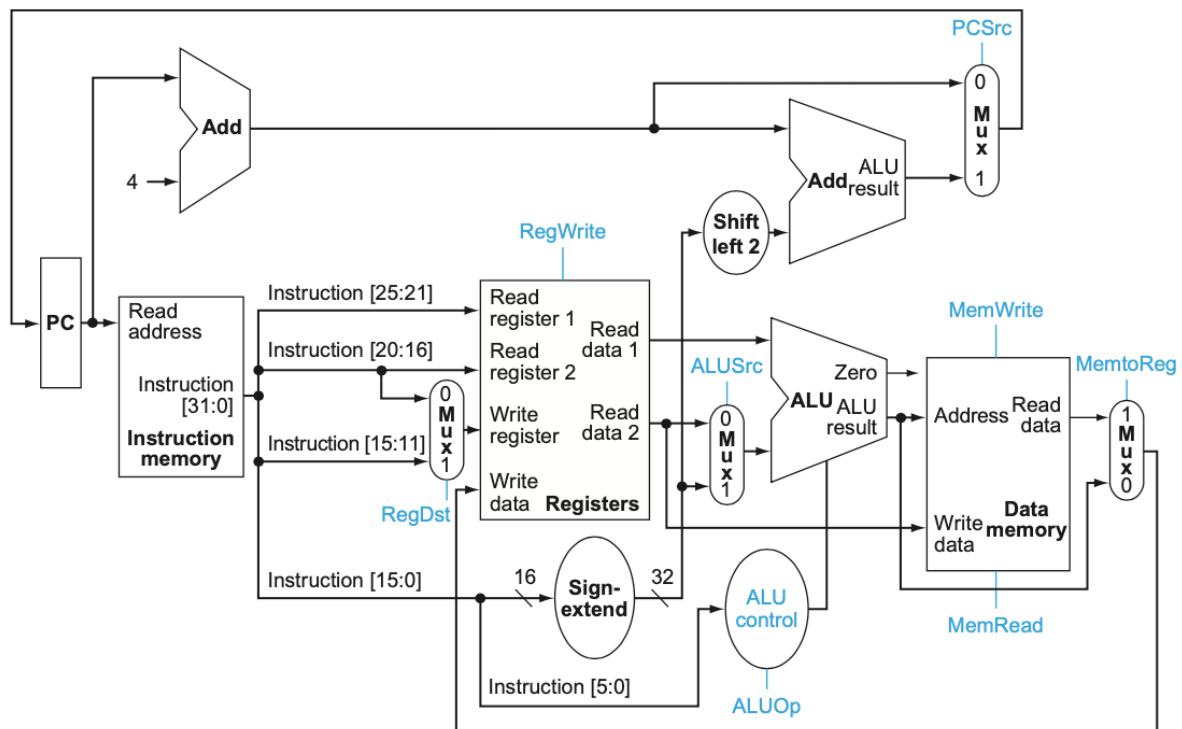 PCSrc
0
Mux
1
Add
4
Add ALU
result
Shift
left 2
RegWrite
PC
Read
address
Instruction
[31:0]
Instruction
memory
Instruction [25:21]
Instruction [20:16]
Instruction [15:11]
0
Mux
1
RegDst
Read
register 1
Read
register 2
Write
register
Write
data
Read
data 1
Read
data 2
Registers
ALUSrc
0
Mux
1
Zero
ALU ALU
result
MemWrite
Address
Read
data
Write
data
Data
memory
MemRead
MemtoReg
1
Mux
0
Instruction [15:0]
16
Sign-
extend
32
ALU
control
ALUOp
Instruction [5:0]